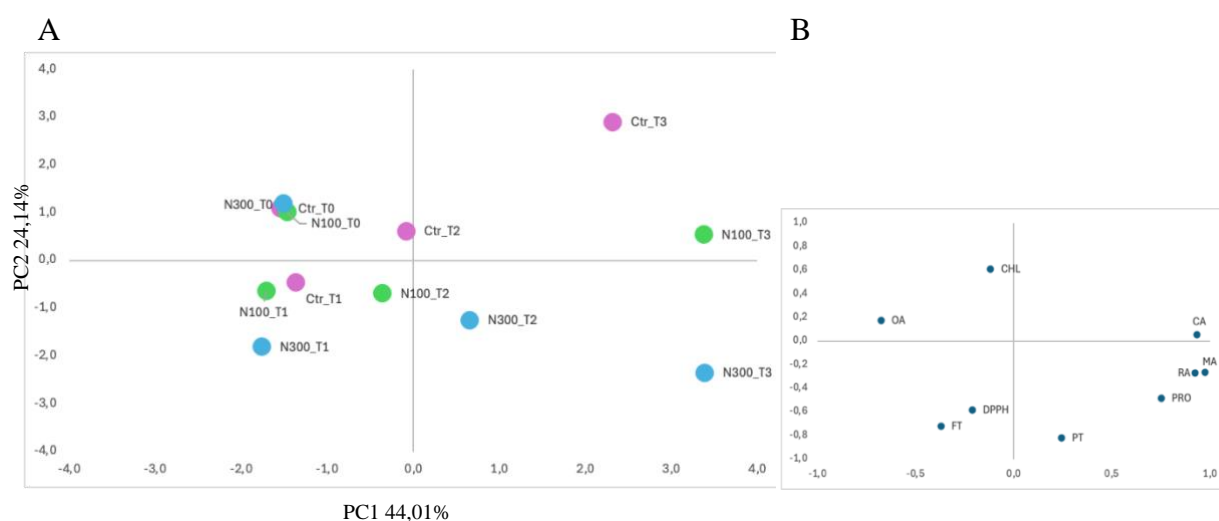 A
B
4,0
3,0
2,0
1,0
0,0
-1,0
-2,0
-3,0
-4,0
-4,0 -3,0 -2,0 -1,0 0,0 1,0 2,0 3,0 4,0
PC2 24,14%
PC1 44,01%
Ctr_T3
N300_T0
Ctr_T0
N100_T0
Ctr_T2
N100_T3
Ctr_T1
N100_T1
N100_T2
N300_T2
N300_T1
N300_T3
1,0
0,8
0,6
0,4
0,2
0,0
-0,2
-0,4
-0,6
-0,8
-1,0
-1,0 -0,5 0,0 0,5 1,0
CHL
OA
CA
MA
RA
PRO
DPPH
FT
PT